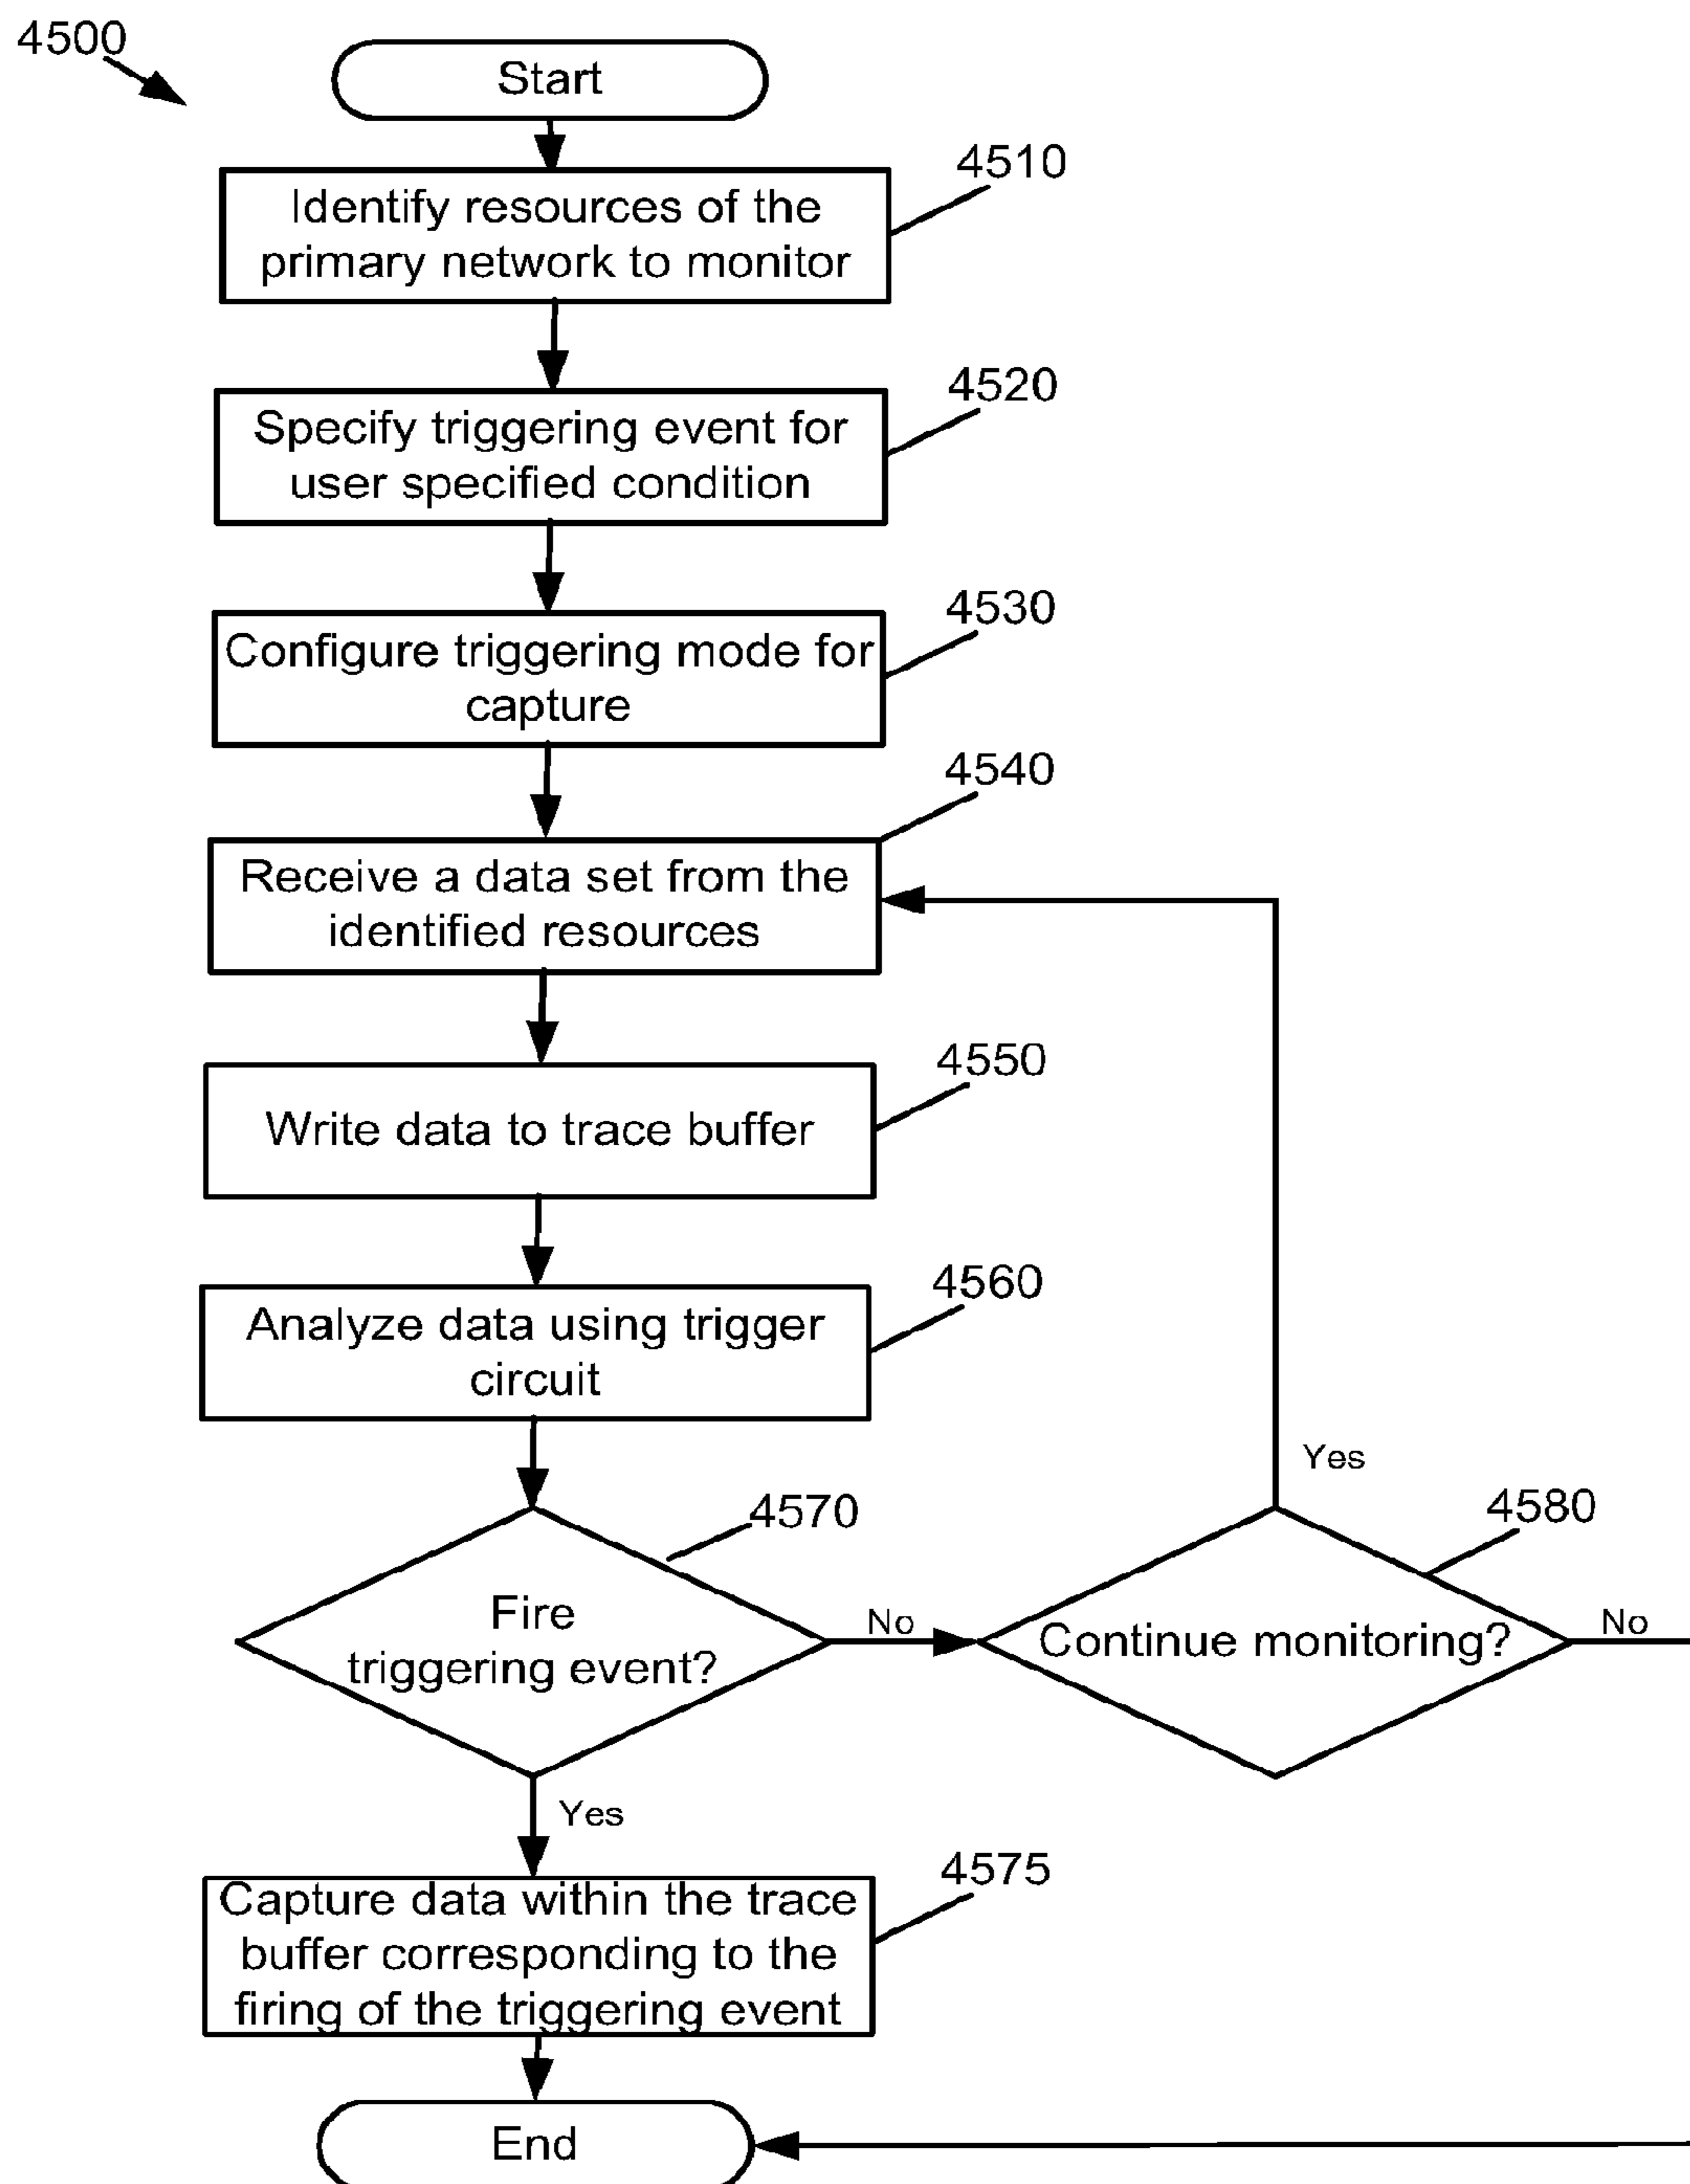 4500
Start
4510
Identify resources of the
primary network to monitor
4520
Specify triggering event for
user specified condition
4530
Configure triggering mode for
capture
4540
Receive a data set from the
identified resources
4550
Write data to trace buffer
4560
Analyze data using trigger
circuit
4570
Fire
triggering event?
No
Yes
4580
Continue monitoring?
No
Yes
4575
Capture data within the trace
buffer corresponding to the
firing of the triggering event
End